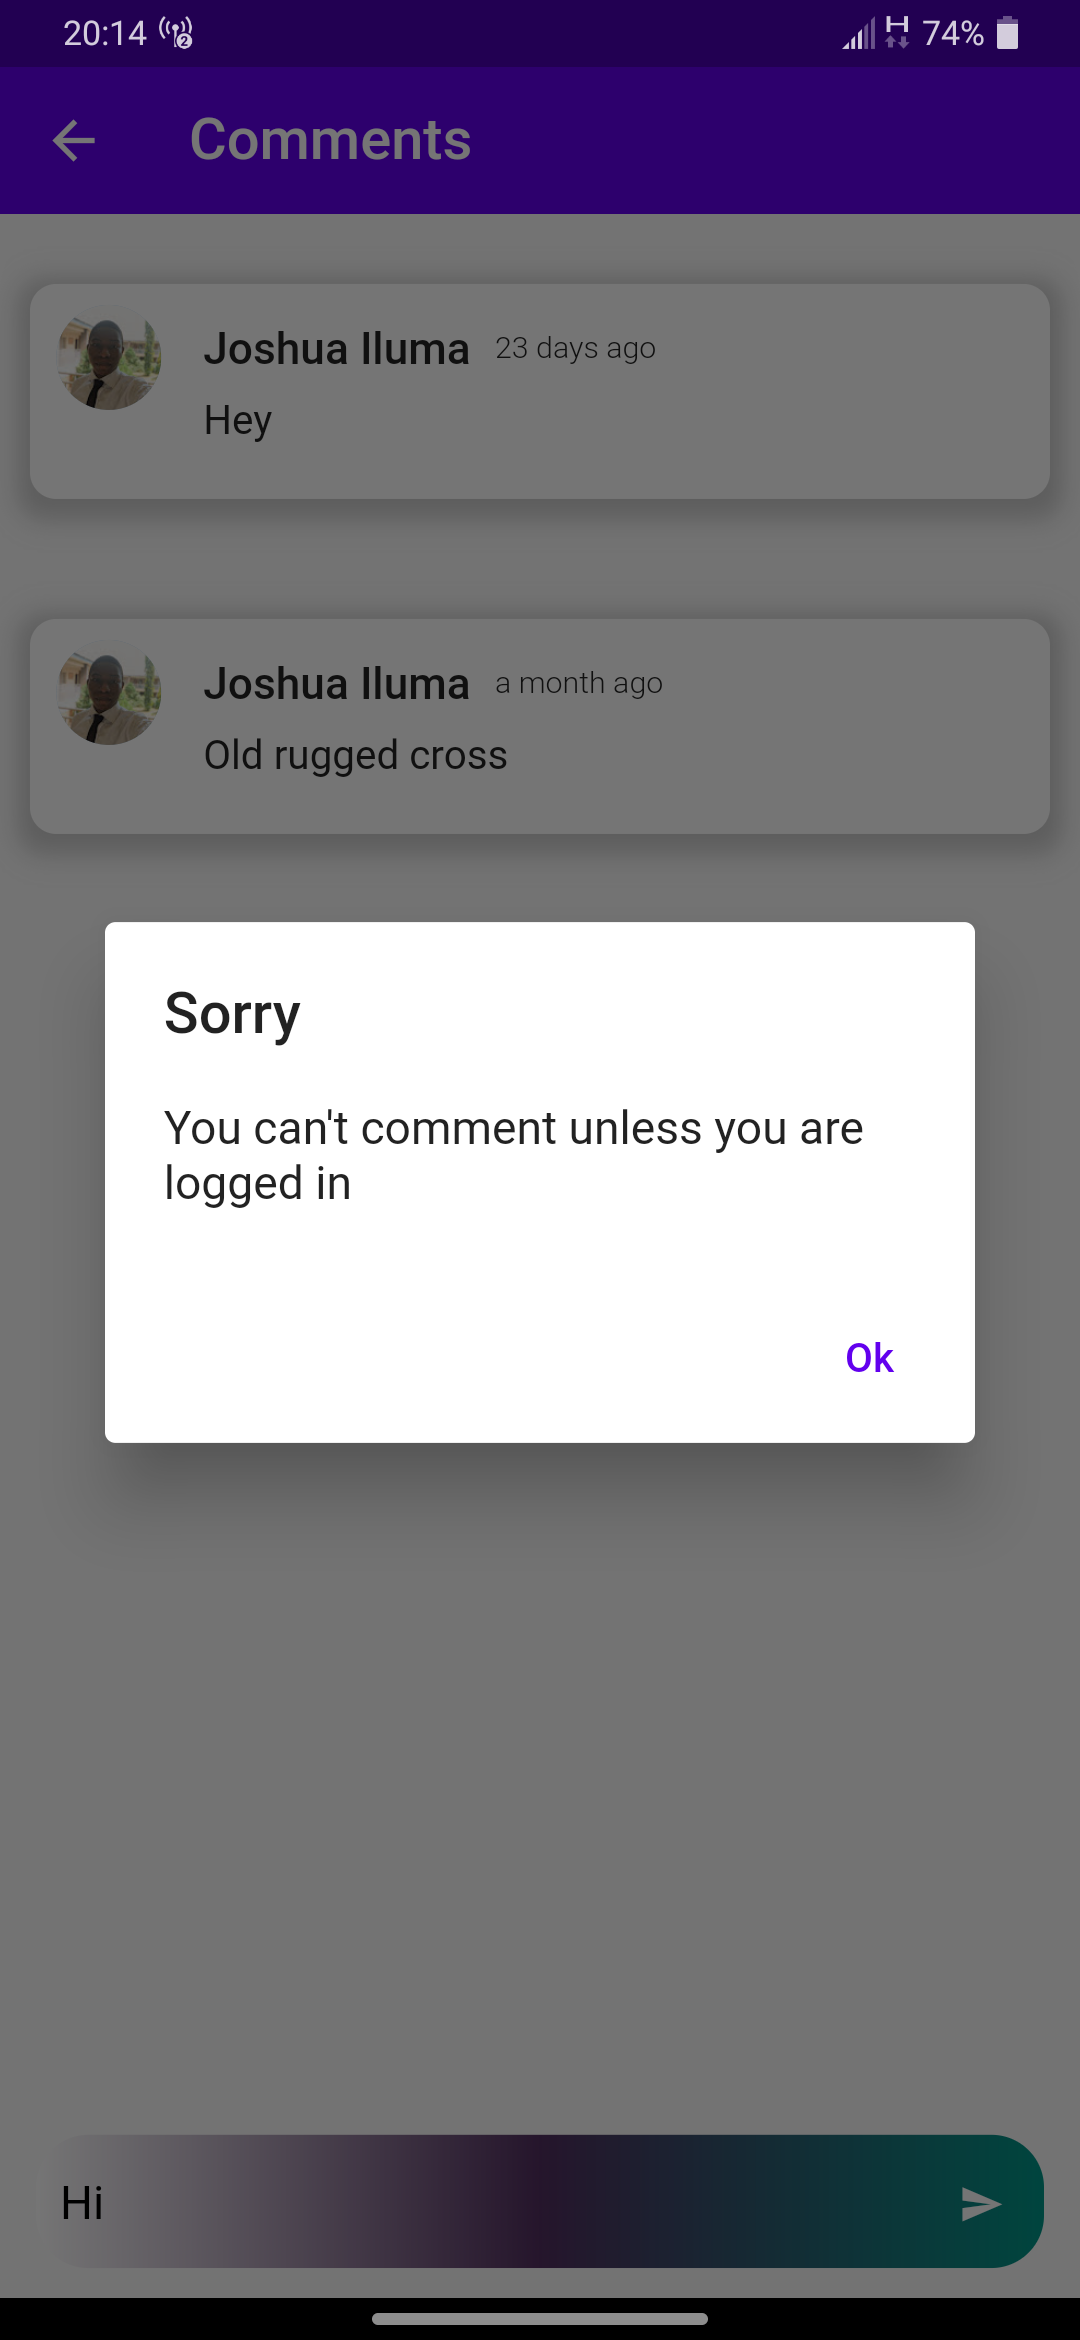 20:14
H 74%
Comments
Joshua Iluma 23 days ago
Hey
Joshua Iluma a month ago
Old rugged cross
Sorry
You can't comment unless you are
logged in
Ok
Hi